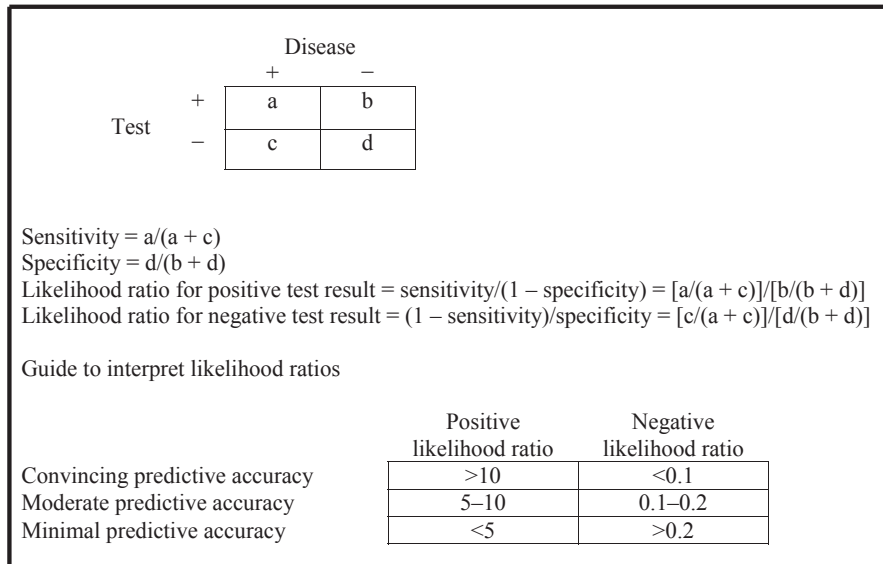 Disease
+ −
+ a b
Test
− c d
Sensitivity = a/(a + c)
Specificity = d/(b + d)
Likelihood ratio for positive test result = sensitivity/(1 – specificity) = [a/(a + c)]/[b/(b + d)]
Likelihood ratio for negative test result = (1 – sensitivity)/specificity = [c/(a + c)]/[d/(b + d)]
Guide to interpret likelihood ratios
Positive Negative
likelihood ratio likelihood ratio
Convincing predictive accuracy >10 <0.1
Moderate predictive accuracy 5–10 0.1–0.2
Minimal predictive accuracy <5 >0.2